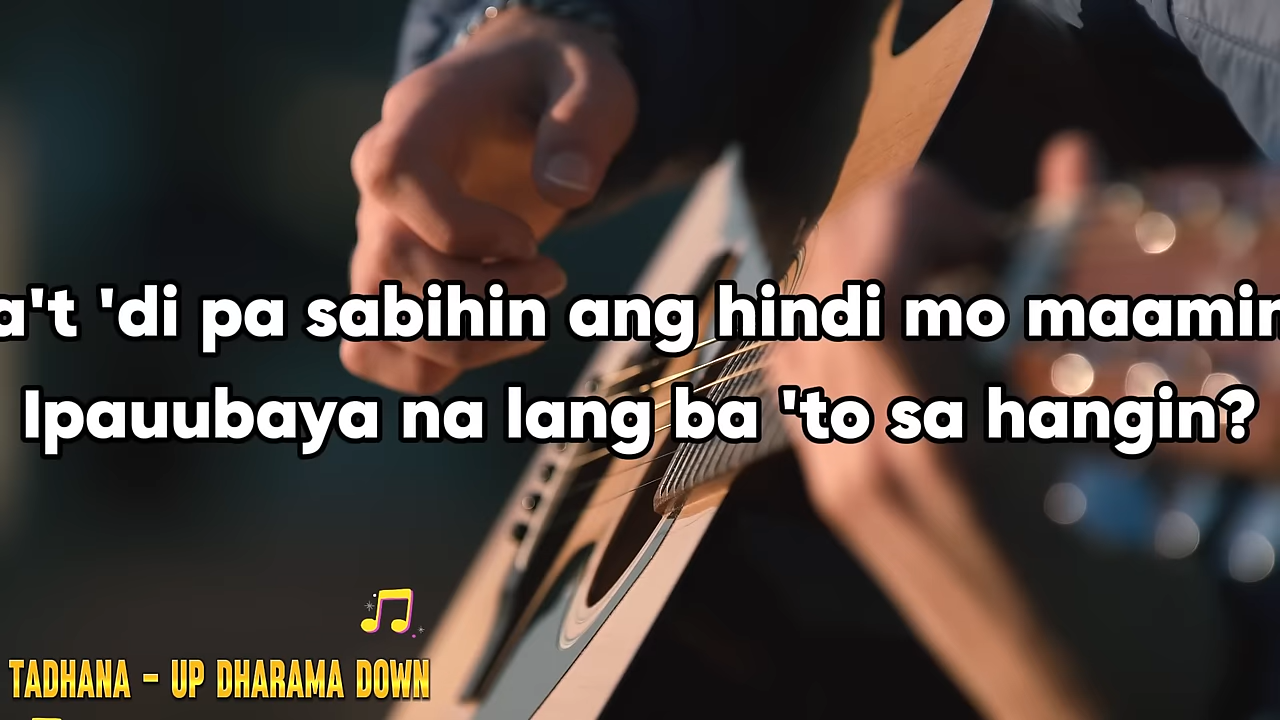 a't 'di pa sabihin ang hindi mo maamin
Ipauubaya na lang ba 'to sa hangin?
TADHANA - UP DHARAMA DOWN